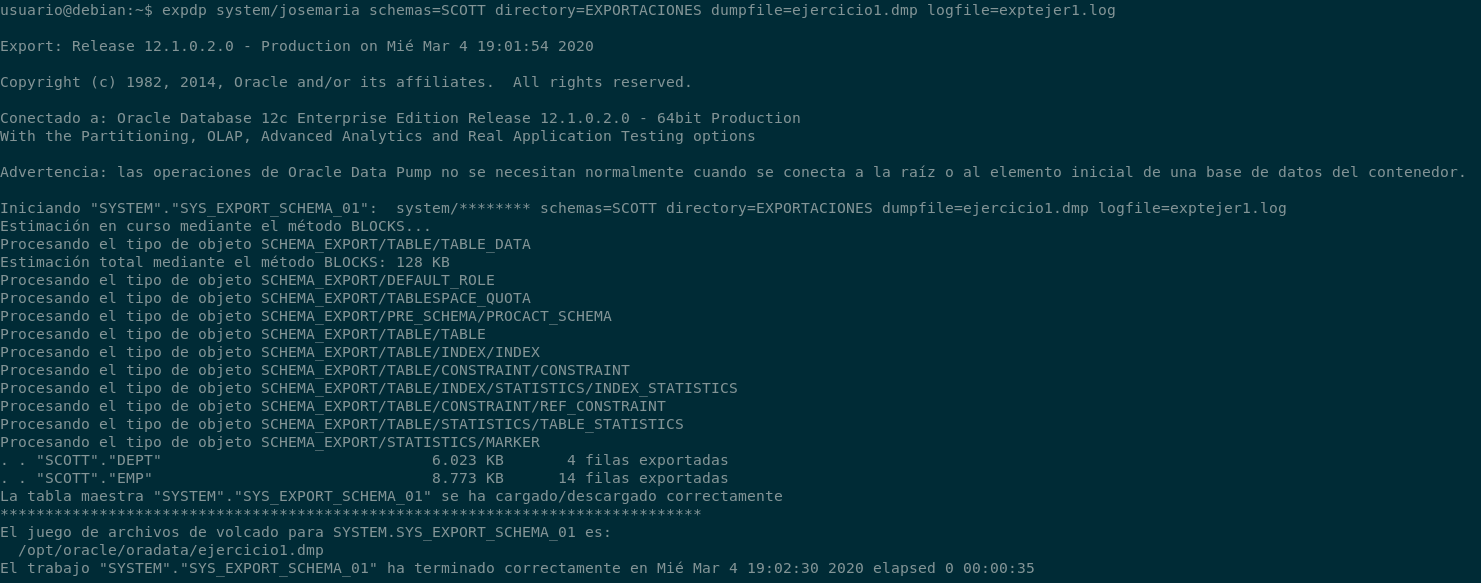 usuario@debian:~$ expdp system/josemaria schemas=SCOTT directory=EXPORTACIONES dumpfile=ejercicio1.dmp logfile=exptejer1.log
Export: Release 12.1.0.2.0 - Production on Mié Mar 4 19:01:54 2020
Copyright (c) 1982, 2014, Oracle and/or its affiliates.  All rights reserved.
Conectado a: Oracle Database 12c Enterprise Edition Release 12.1.0.2.0 - 64bit Production
With the Partitioning, OLAP, Advanced Analytics and Real Application Testing options
Advertencia: las operaciones de Oracle Data Pump no se necesitan normalmente cuando se conecta a la raíz o al elemento inicial de una base de datos del contenedor.
Iniciando "SYSTEM"."SYS_EXPORT_SCHEMA_01":  system/******** schemas=SCOTT directory=EXPORTACIONES dumpfile=ejercicio1.dmp logfile=exptejer1.log
Estimación en curso mediante el método BLOCKS...
Procesando el tipo de objeto SCHEMA_EXPORT/TABLE/TABLE_DATA
Estimación total mediante el método BLOCKS: 128 KB
Procesando el tipo de objeto SCHEMA_EXPORT/DEFAULT_ROLE
Procesando el tipo de objeto SCHEMA_EXPORT/TABLESPACE_QUOTA
Procesando el tipo de objeto SCHEMA_EXPORT/PRE_SCHEMA/PROCACT_SCHEMA
Procesando el tipo de objeto SCHEMA_EXPORT/TABLE/TABLE
Procesando el tipo de objeto SCHEMA_EXPORT/TABLE/INDEX/INDEX
Procesando el tipo de objeto SCHEMA_EXPORT/TABLE/CONSTRAINT/CONSTRAINT
Procesando el tipo de objeto SCHEMA_EXPORT/TABLE/INDEX/STATISTICS/INDEX_STATISTICS
Procesando el tipo de objeto SCHEMA_EXPORT/TABLE/CONSTRAINT/REF_CONSTRAINT
Procesando el tipo de objeto SCHEMA_EXPORT/TABLE/STATISTICS/TABLE_STATISTICS
Procesando el tipo de objeto SCHEMA_EXPORT/STATISTICS/MARKER
. . "SCOTT"."DEPT"                              6.023 KB       4 filas exportadas
. . "SCOTT"."EMP"                               8.773 KB      14 filas exportadas
La tabla maestra "SYSTEM"."SYS_EXPORT_SCHEMA_01" se ha cargado/descargado correctamente
******************************************************************************
El juego de archivos de volcado para SYSTEM.SYS_EXPORT_SCHEMA_01 es:
  /opt/oracle/oradata/ejercicio1.dmp
El trabajo "SYSTEM"."SYS_EXPORT_SCHEMA_01" ha terminado correctamente en Mié Mar 4 19:02:30 2020 elapsed 0 00:00:35